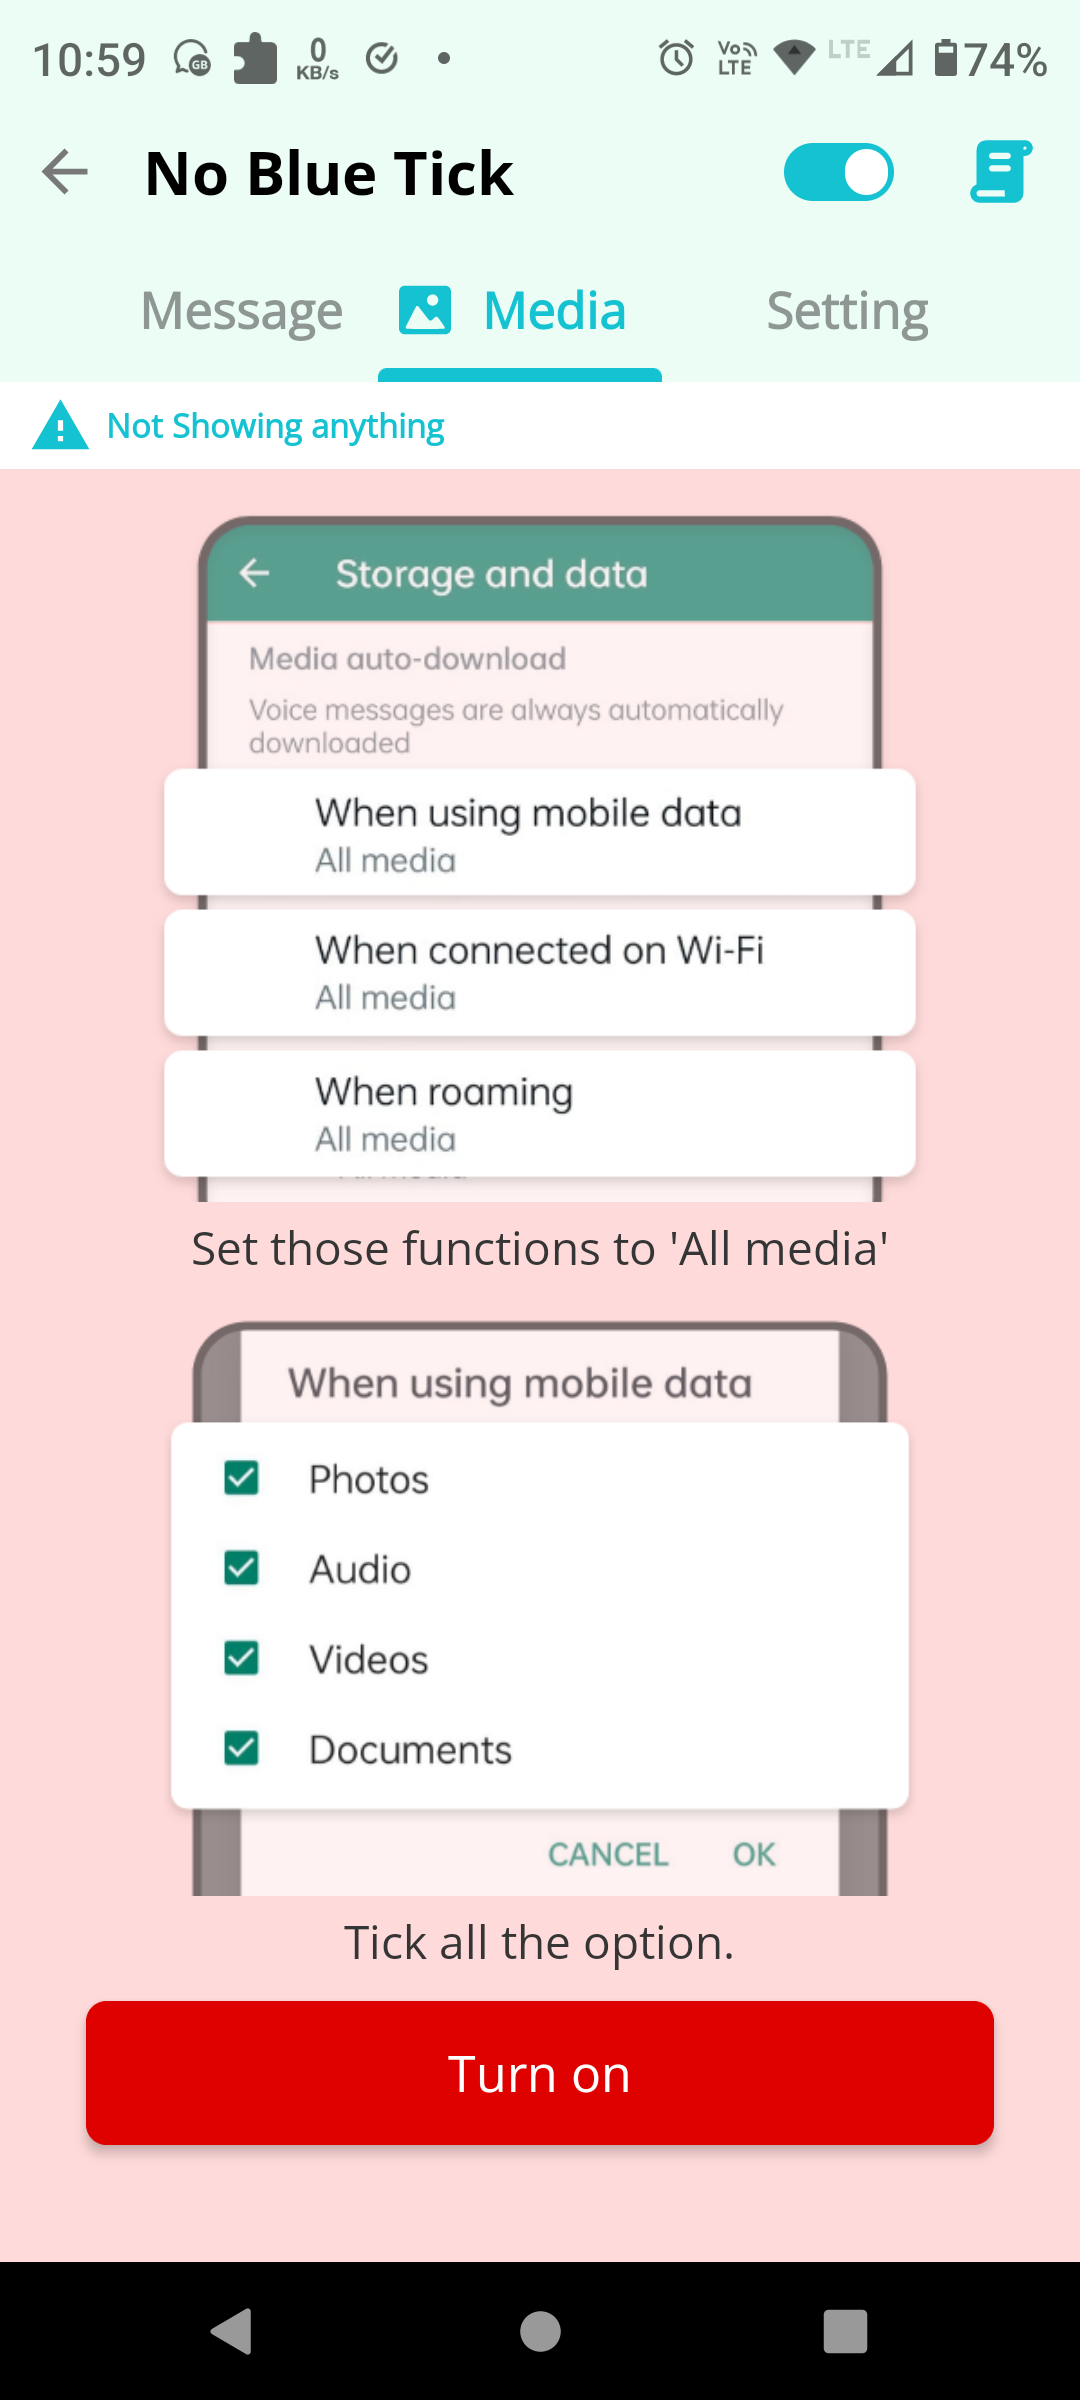 10:59 GB 0 KB/s Vo LTE LTE 74%
No Blue Tick
Message Media Setting
Not Showing anything
Storage and data
Media auto-download
Voice messages are always automatically
downloaded
When using mobile data
All media
When connected on Wi-Fi
All media
When roaming
All media
Set those functions to 'All media'
When using mobile data
Photos
Audio
Videos
Documents
CANCEL OK
Tick all the option.
Turn on